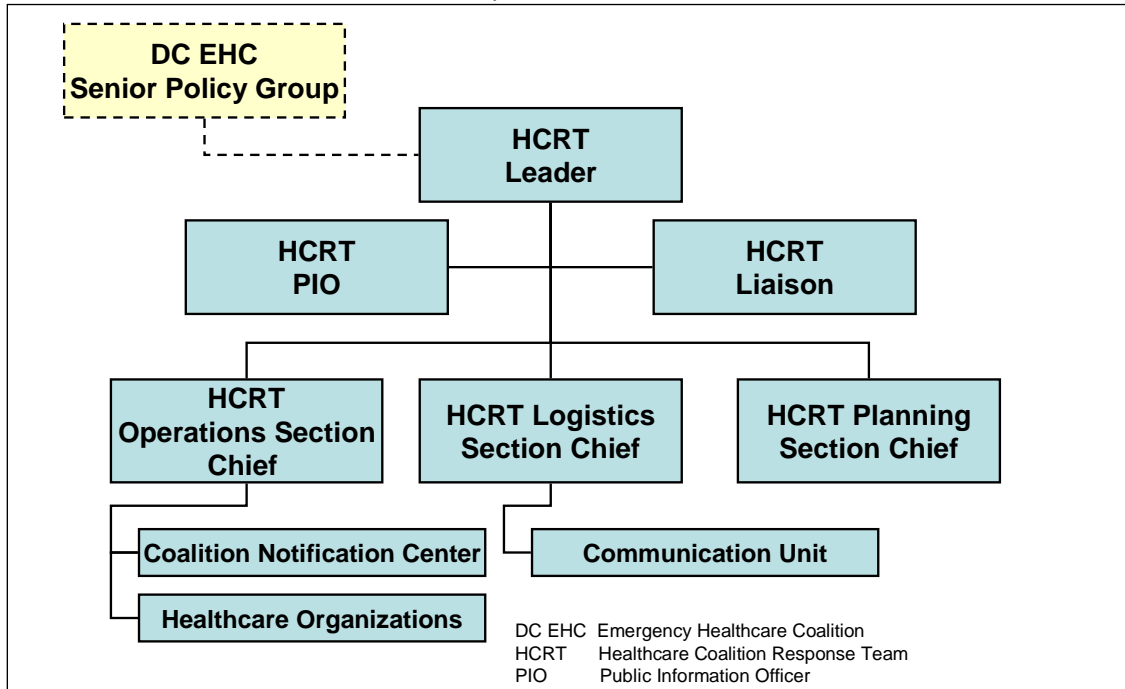 DC EHC
Senior Policy Group
HCRT
Leader
HCRT
PIO
HCRT
Liaison
HCRT
Operations Section
Chief
HCRT Logistics
Section Chief
HCRT Planning
Section Chief
Coalition Notification Center
Communication Unit
Healthcare Organizations
DC EHC Emergency Healthcare Coalition
HCRT Healthcare Coalition Response Team
PIO Public Information Officer